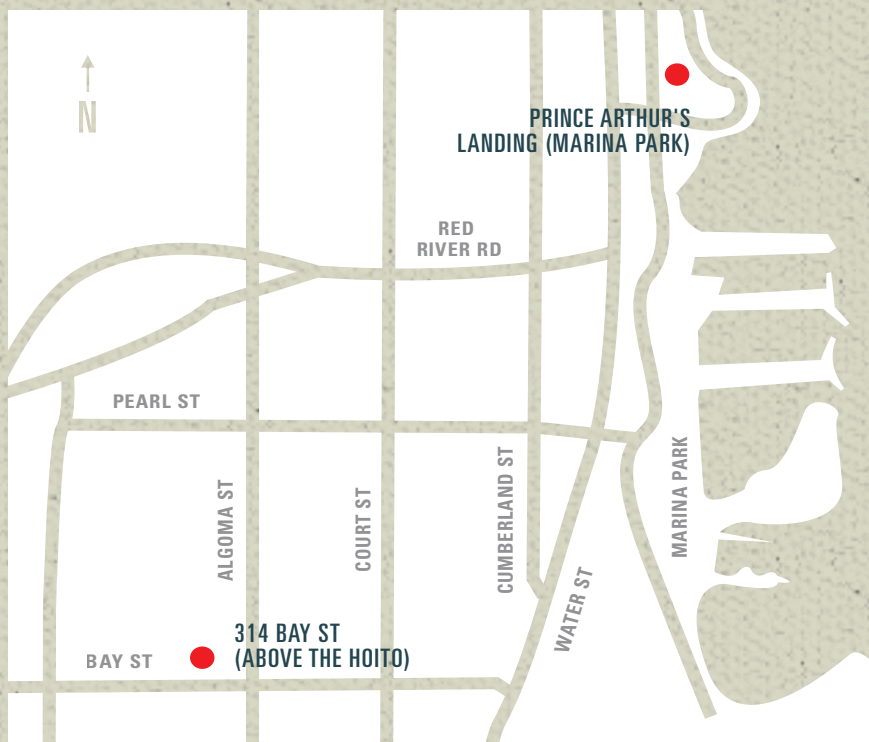 N
PRINCE ARTHUR'S
LANDING (MARINA PARK)
RED
RIVER RD
PEARL ST
ALGOMA ST
COURT ST
CUMBERLAND ST
MARINA PARK
WATER ST
314 BAY ST
(ABOVE THE HOITO)
BAY ST